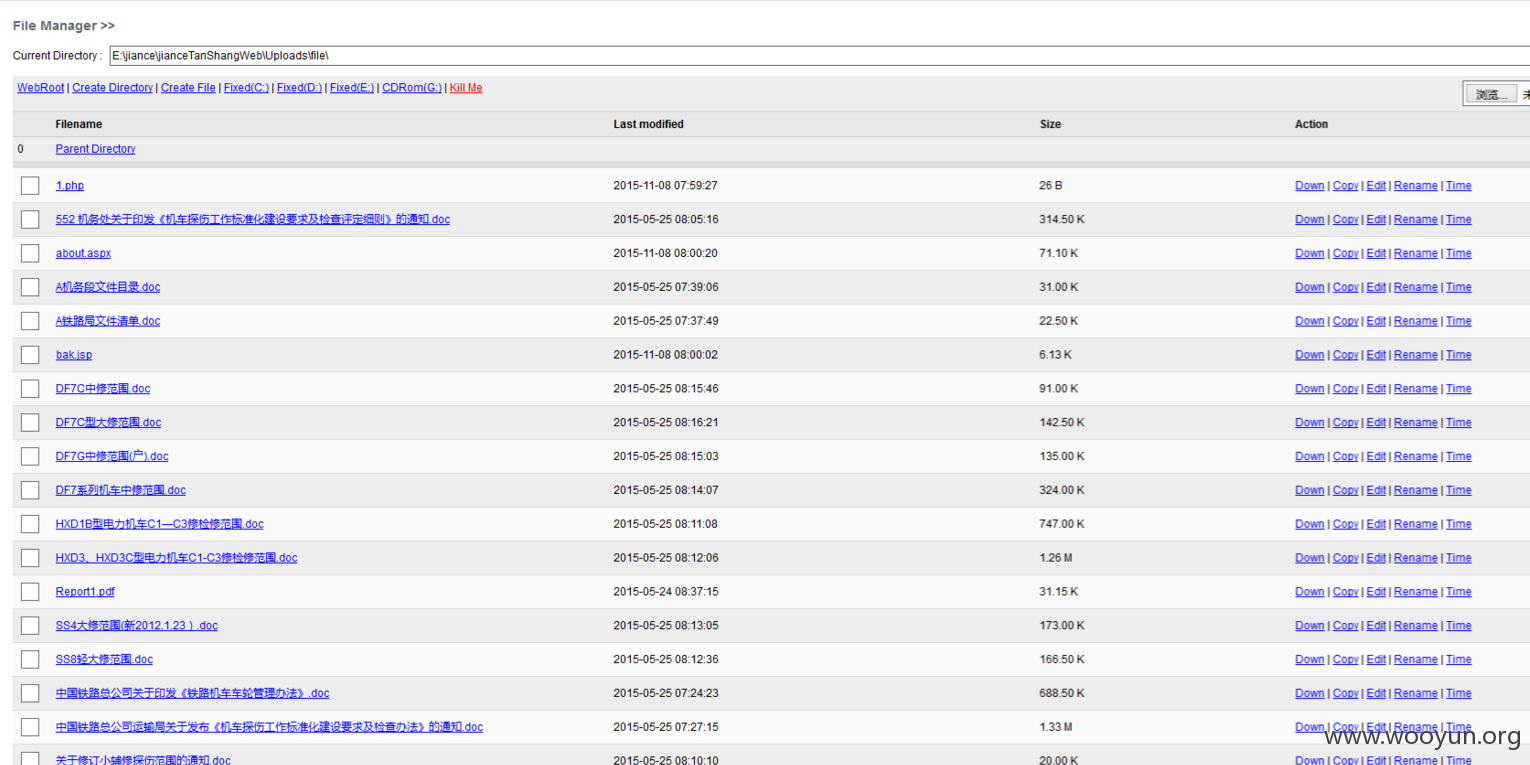 File Manager >>
Current Directory : E:\jiance\jianceTanShangWeb\Uploads\file\
WebRoot | Create Directory | Create File | Fixed(C:) | Fixed(D:) | Fixed(E:) | CDRom(G:) | Kill Me 浏览...
Filename Last modified Size Action
0 Parent Directory
1.php 2015-11-08 07:59:27 26 B Down | Copy | Edit | Rename | Time
552 机务处关于印发《机车探伤工作标准化建设要求及检查评定细则》的通知.doc 2015-05-25 08:05:16 314.50 K Down | Copy | Edit | Rename | Time
about.aspx 2015-11-08 08:00:20 71.10 K Down | Copy | Edit | Rename | Time
A机务段文件目录.doc 2015-05-25 07:39:06 31.00 K Down | Copy | Edit | Rename | Time
A铁路局文件清单.doc 2015-05-25 07:37:49 22.50 K Down | Copy | Edit | Rename | Time
bak.jsp 2015-11-08 08:00:02 6.13 K Down | Copy | Edit | Rename | Time
DF7C中修范围.doc 2015-05-25 08:15:46 91.00 K Down | Copy | Edit | Rename | Time
DF7C型大修范围.doc 2015-05-25 08:16:21 142.50 K Down | Copy | Edit | Rename | Time
DF7G中修范围(户).doc 2015-05-25 08:15:03 135.00 K Down | Copy | Edit | Rename | Time
DF7系列机车中修范围.doc 2015-05-25 08:14:07 324.00 K Down | Copy | Edit | Rename | Time
HXD1B型电力机车C1—C3修检修范围.doc 2015-05-25 08:11:08 747.00 K Down | Copy | Edit | Rename | Time
HXD3、HXD3C型电力机车C1-C3修检修范围.doc 2015-05-25 08:12:06 1.26 M Down | Copy | Edit | Rename | Time
Report1.pdf 2015-05-24 08:37:15 31.15 K Down | Copy | Edit | Rename | Time
SS4大修范围(新2012.1.23 ) .doc 2015-05-25 08:13:05 173.00 K Down | Copy | Edit | Rename | Time
SS8轻大修范围.doc 2015-05-25 08:12:36 166.50 K Down | Copy | Edit | Rename | Time
中国铁路总公司关于印发《铁路机车车轮管理办法》.doc 2015-05-25 07:24:23 688.50 K Down | Copy | Edit | Rename | Time
中国铁路总公司运输局关于发布《机车探伤工作标准化建设要求及检查办法》的通知.doc 2015-05-25 07:27:15 1.33 M Down | Copy | Edit | Rename | Time
www.wooyun.org
关于修订小辅修探伤范围的通知.doc 2015-05-25 08:10:10 20.00 K Down | Copy | Edit | Rename | Time